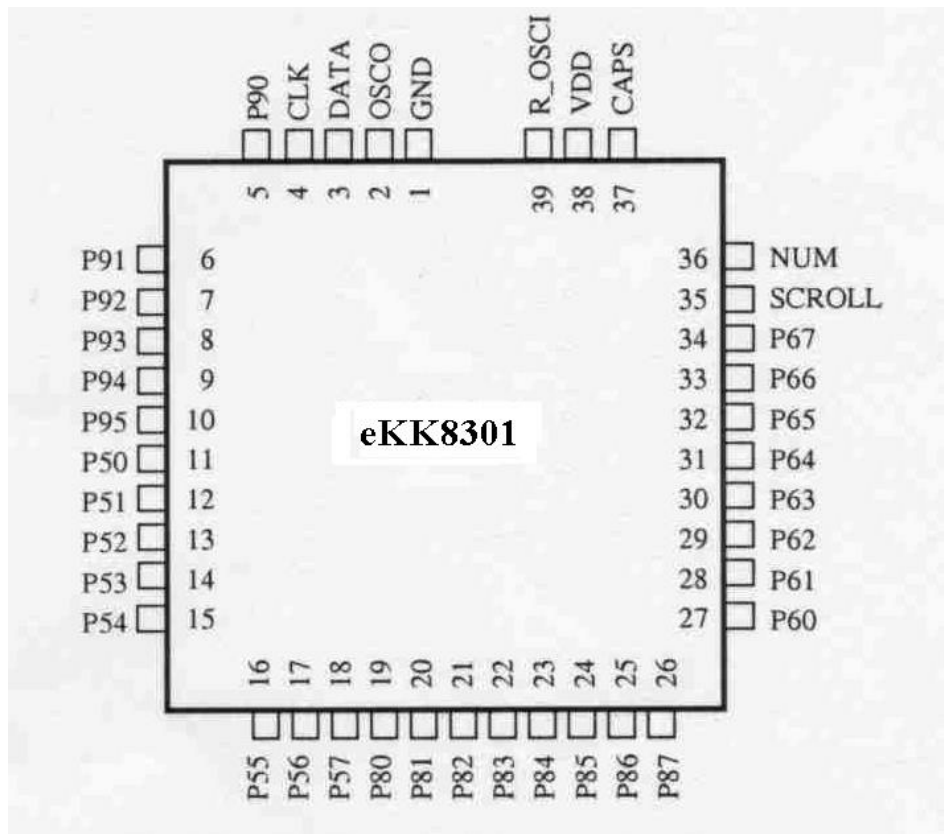 P90 CLK DATA OSCO GND R_OSCI VDD CAPS
5 4 3 2 1 39 38 37
P91 6 36 NUM
P92 7 35 SCROLL
P93 8 34 P67
P94 9 33 P66
P95 10 32 P65
eKK8301
P50 11 31 P64
P51 12 30 P63
P52 13 29 P62
P53 14 28 P61
P54 15 27 P60
16 17 18 19 20 21 22 23 24 25 26
P55 P56 P57 P80 P81 P82 P83 P84 P85 P86 P87